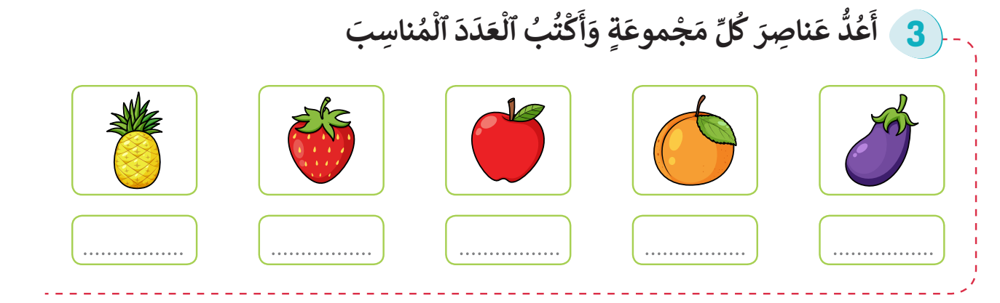 3 أَعُدُّ عَناصِرَ كُلِّ مَجْموعَةٍ وَأَكْتُبُ ٱلْعَدَدَ ٱلْمُناسِبَ